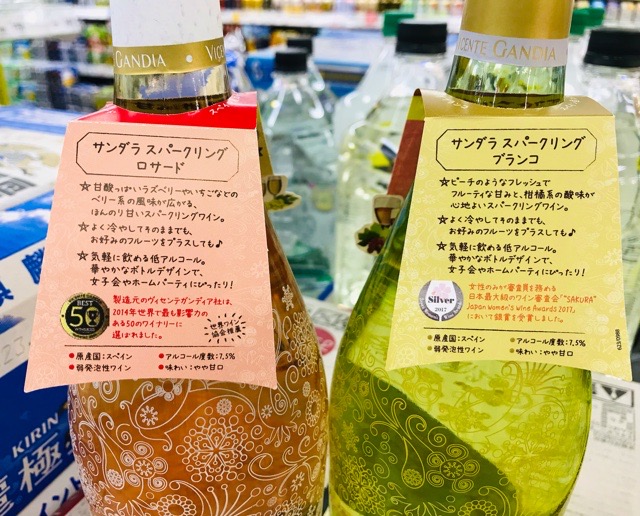 GANDIA
VICE
スペ
サンダラ スパークリング
ロサード
☆甘酸っぱいラズベリーやいちごなどの
ベリー系の風味が広がる、
ほんのり甘いスパークリングワイン。
☆よく冷やしてそのままでも、
お好みのフルーツをプラスしても♪
☆気軽に飲める低アルコール。
華やかなボトルデザインで、
女子会やホームパーティにぴったり!
BEST
50
製造元のヴィセンテガンディア社は、
2014年世界で最も影響力の
ある50のワイナリーに
選ばれました。
世界ワイン
協会推薦
●原産国:スペイン ●アルコール度数:7.5%
●弱発泡性ワイン ●味わい:やや甘口
VICENTE GANDIA
サンダラ スパークリング
ブランコ
☆ピーチのようなフレッシュで
フルーティな甘みと、柑橘系の酸味が
心地よいスパークリングワイン。
☆よく冷やしてそのままでも、
お好みのフルーツをプラスしても♪
☆気軽に飲める低アルコール。
華やかなボトルデザインで、
女子会やホームパーティにぴったり!
Silver
2017
女性のみが審査員を務める
日本最大級のワイン審査会「"SAKURA"
Japan Women's Wine Awards 2017」
において銀賞を受賞しました。
●原産国:スペイン ●アルコール度数:7.5%
●弱発泡性ワイン ●味わい:やや甘口
KIRIN
極
ポイント